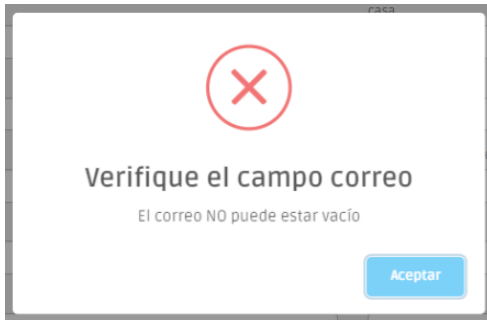 casa
Verifique el campo correo
El correo NO puede estar vacío
Aceptar